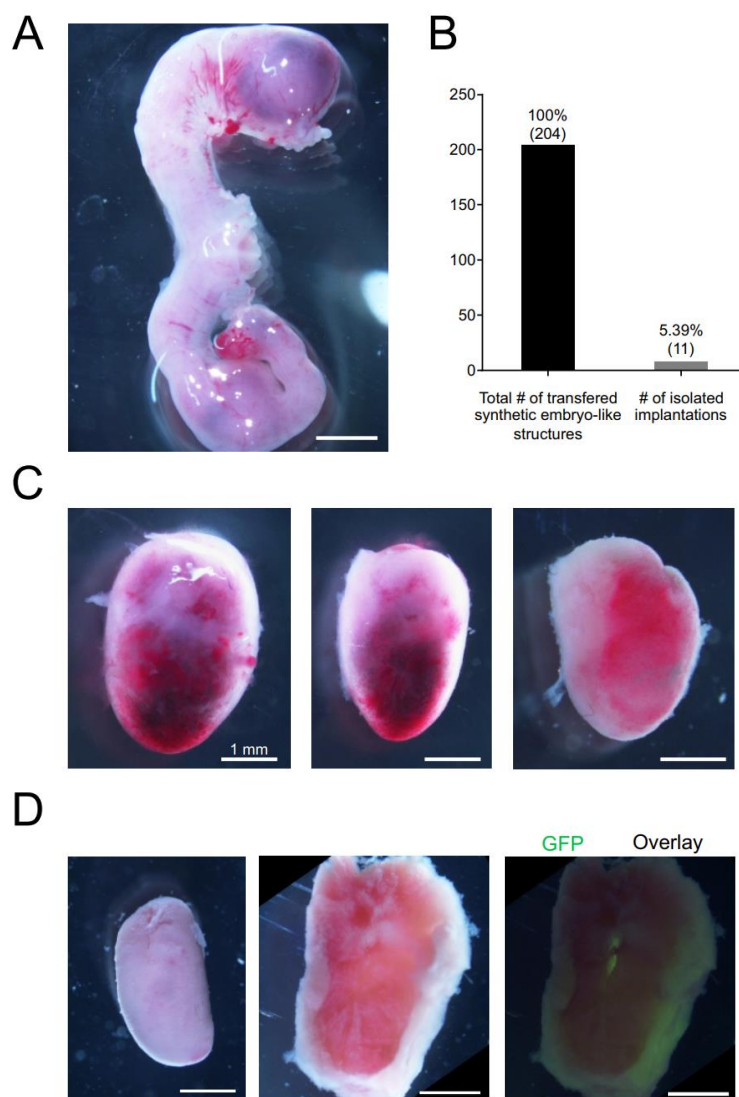 A
B
250
200
150
100
50
0
100%
(204)
5.39%
(11)
Total # of transfered
synthetic embryo-like
structures
# of isolated
implantations
C
1 mm
D
GFP
Overlay